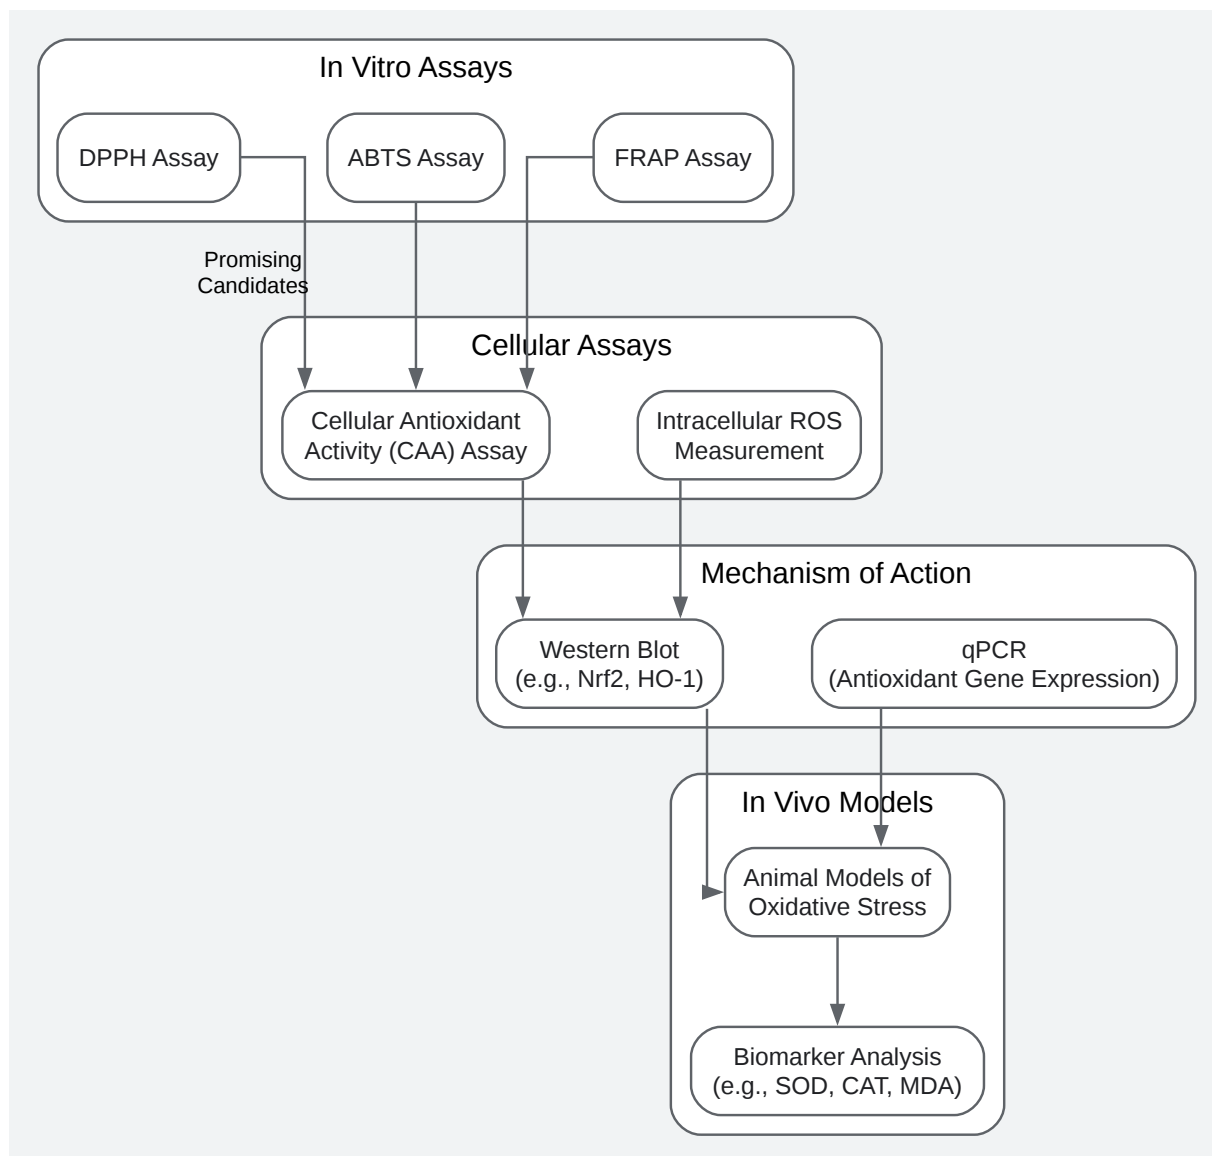 In Vitro Assays
DPPH Assay
ABTS Assay
FRAP Assay
Promising
Candidates
Cellular Assays
Cellular Antioxidant
Activity (CAA) Assay
Intracellular ROS
Measurement
Mechanism of Action
Western Blot
(e.g., Nrf2, HO-1)
qPCR
(Antioxidant Gene Expression)
In Vivo Models
Animal Models of
Oxidative Stress
Biomarker Analysis
(e.g., SOD, CAT, MDA)